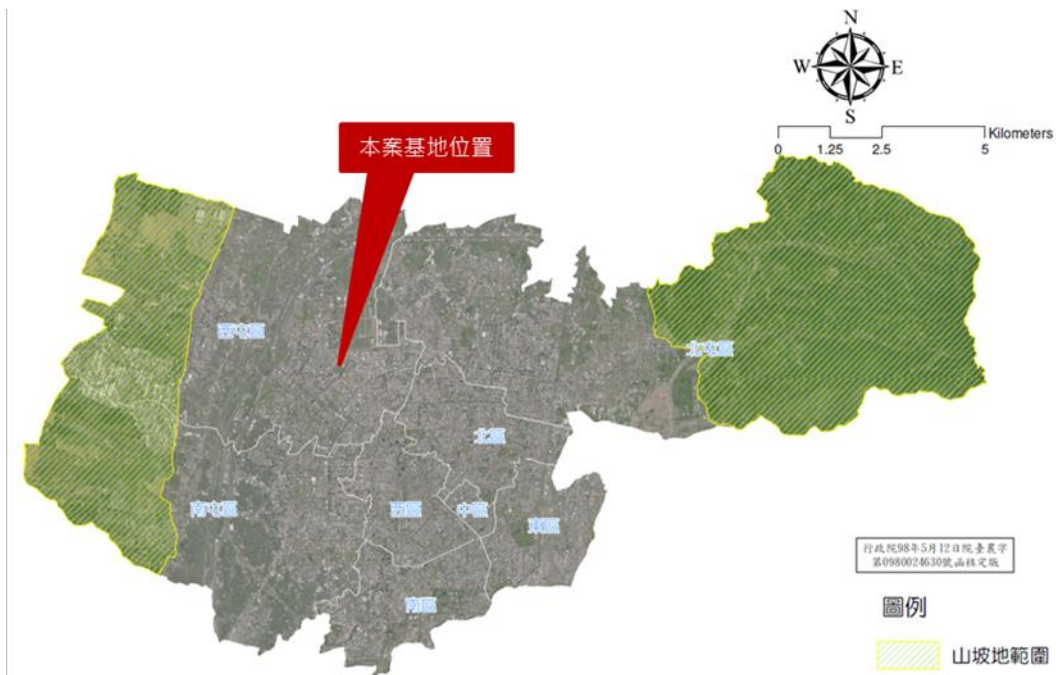 N
W
E
S
Kilometers
0 1.25 2.5 5
本案基地位置
西屯區
北屯區
北區
南屯區
西區
中區
東區
南區
行政院98年5月12日院臺農字
第0980024630號函核定版
圖例
山坡地範圍